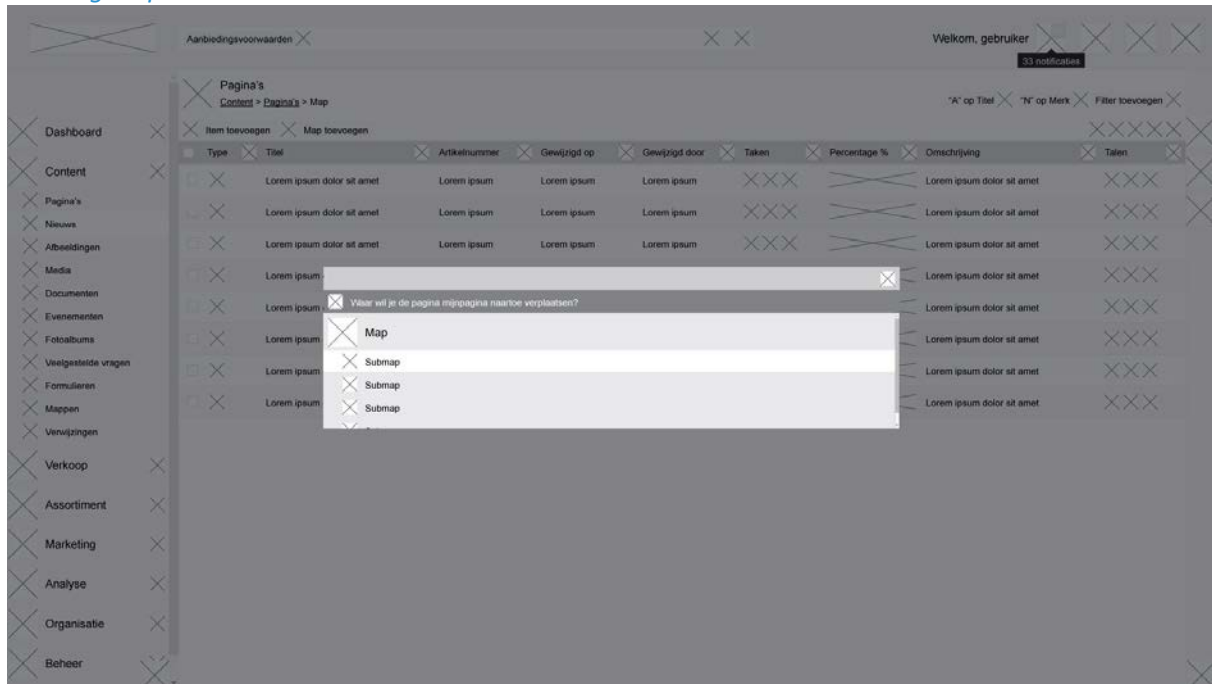 Aanbiedingsvoorwaarden
Welkom, gebruiker
33 notificaties
Pagina's
Content > Pagina's > Map
"A" op Titel "N" op Merk Filter toevoegen
Item toevoegen Map toevoegen
Type Titel Artikelnummer Gewijzigd op Gewijzigd door Taken Percentage % Omschrijving Talen
Lorem ipsum dolor sit amet Lorem ipsum Lorem ipsum Lorem ipsum Lorem ipsum dolor sit amet
Lorem ipsum dolor sit amet Lorem ipsum Lorem ipsum Lorem ipsum Lorem ipsum dolor sit amet
Lorem ipsum dolor sit amet Lorem ipsum Lorem ipsum Lorem ipsum Lorem ipsum dolor sit amet
Lorem ipsum Lorem ipsum dolor sit amet
Lorem ipsum Lorem ipsum dolor sit amet
Lorem ipsum Lorem ipsum dolor sit amet
Lorem ipsum Lorem ipsum dolor sit amet
Lorem ipsum Lorem ipsum dolor sit amet
Waar wil je de pagina mijnpagina naartoe verplaatsen?
Map
Submap
Submap
Submap
Dashboard
Content
Pagina's
Nieuws
Afbeeldingen
Media
Documenten
Evenementen
Fotoalbums
Veelgestelde vragen
Formulieren
Mappen
Verwijzingen
Verkoop
Assortiment
Marketing
Analyse
Organisatie
Beheer